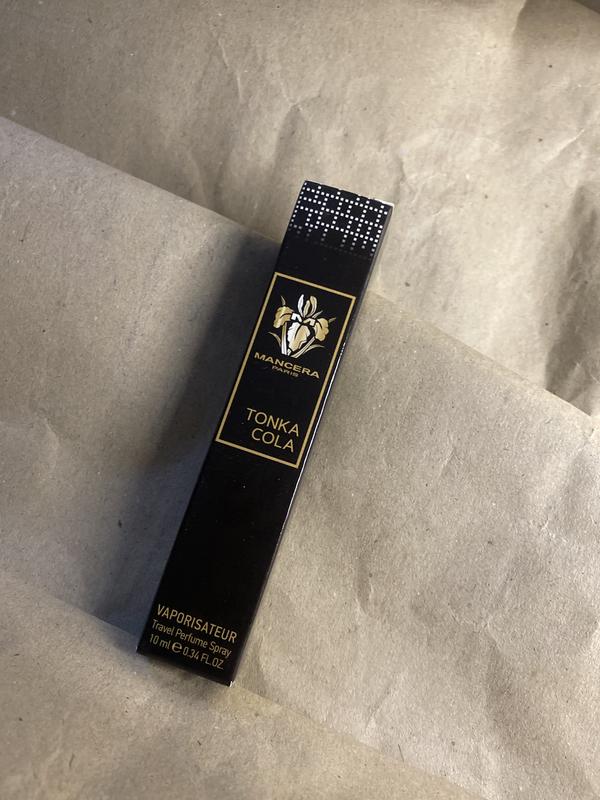 MANCERA
PARIS
TONKA
COLA
VAPORISATEUR
Travel Perfume Spray
10 ml ℮ 0.34 FL.OZ.